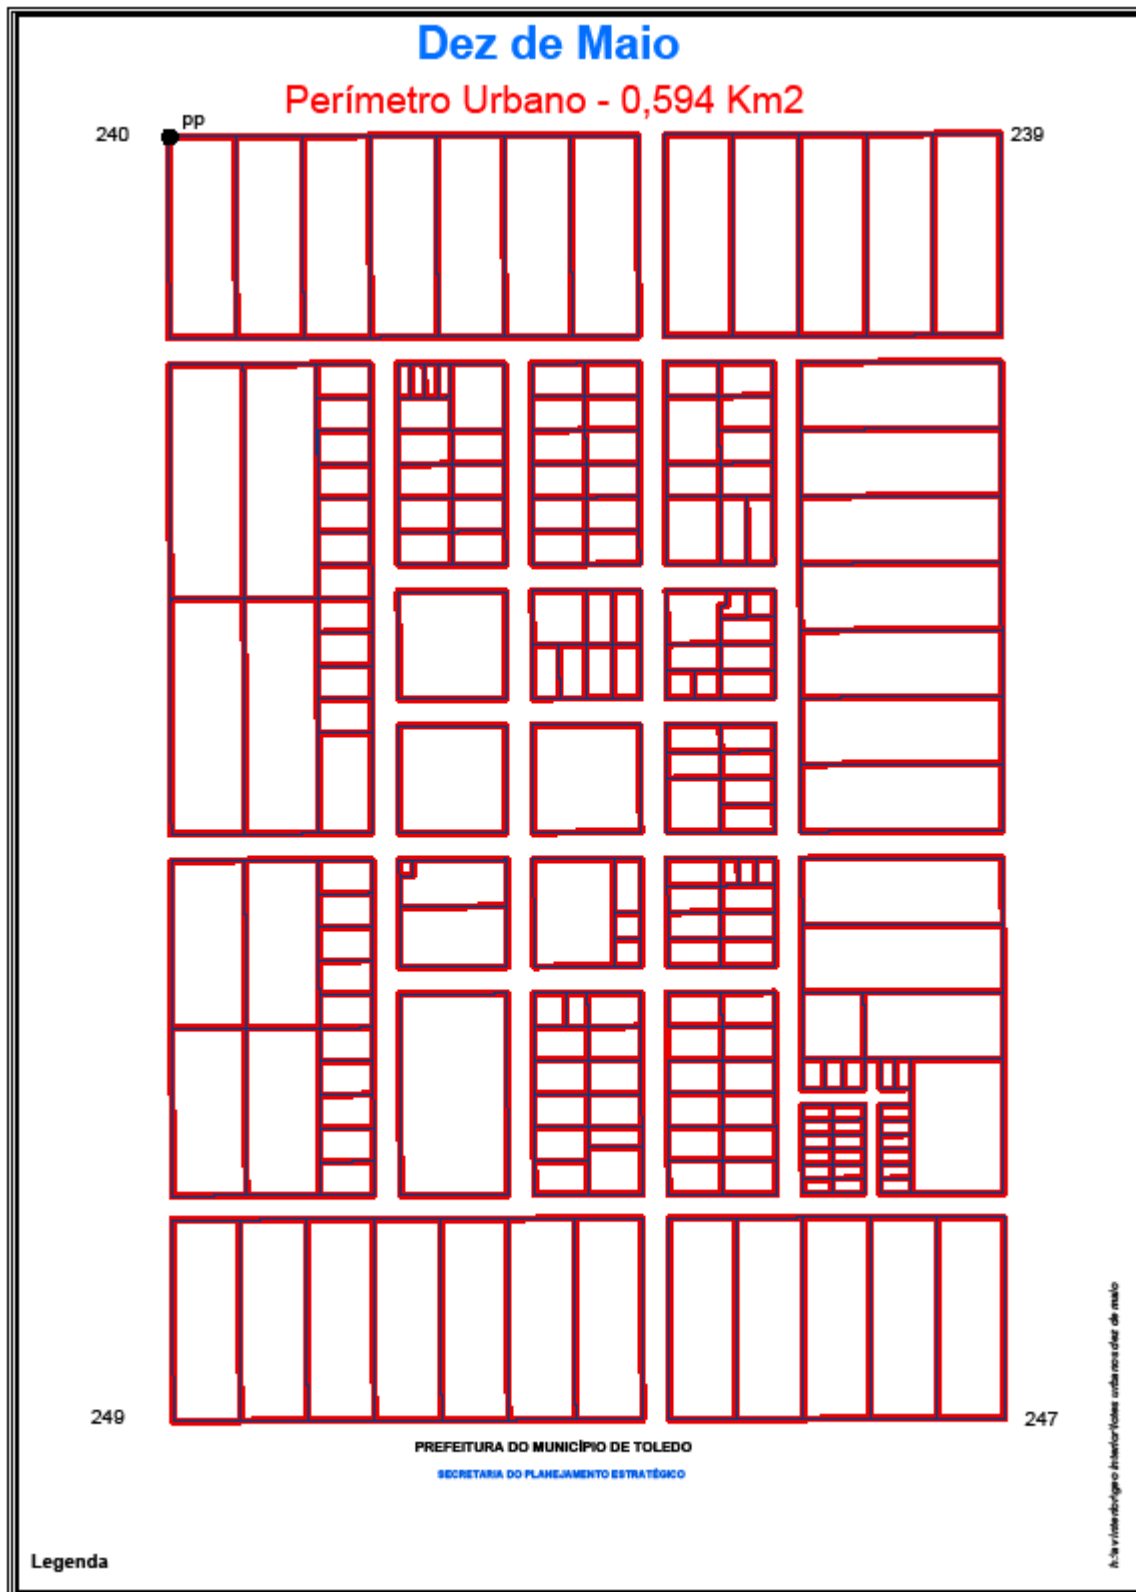 Dez de Maio
Perímetro Urbano - 0,594 Km2
240
PP
239
249
247
PREFEITURA DO MUNICÍPIO DE TOLEDO
SECRETARIA DO PLANEJAMENTO ESTRATÉGICO
Legenda